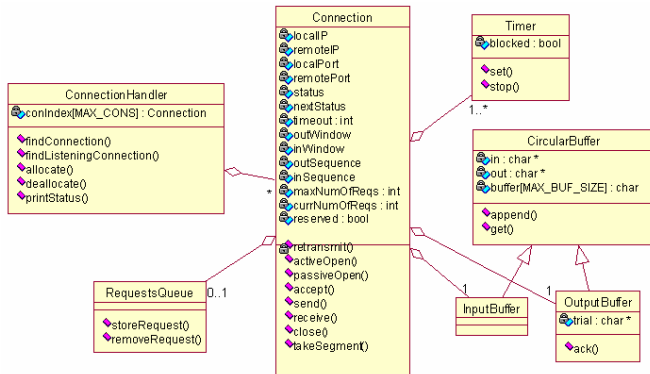 Connection
localIP
remoteIP
localPort
remotePort
status
nextStatus
timeout : int
outWindow
inWindow
outSequence
inSequence
maxNumOfReqs : int
currNumOfReqs : int
reserved : bool
retransmit()
activeOpen()
passiveOpen()
accept()
send()
receive()
close()
takeSegment()
Timer
blocked : bool
set()
stop()
1..*
ConnectionHandler
conIndex[MAX_CONS] : Connection
findConnection()
findListeningConnection()
allocate()
deallocate()
printStatus()
*
CircularBuffer
in : char *
out : char *
buffer[MAX_BUF_SIZE] : char
append()
get()
RequestsQueue
storeRequest()
removeRequest()
0..1
1
InputBuffer
1
OutputBuffer
trial : char *
ack()